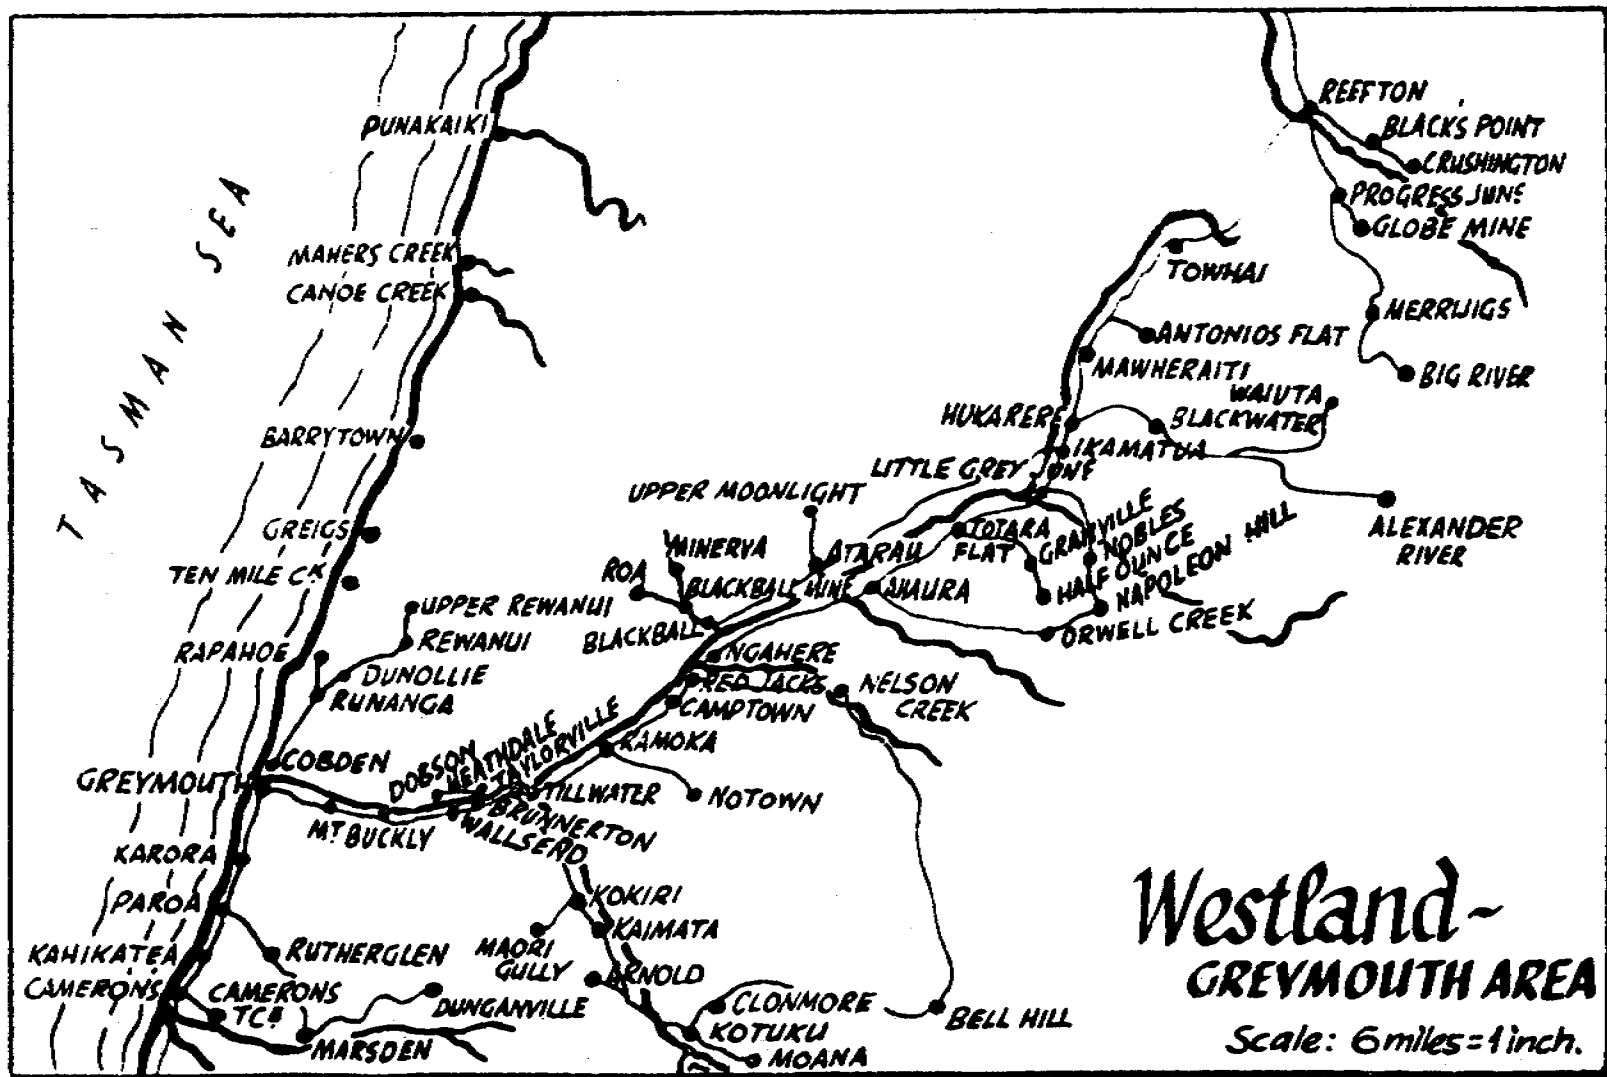 REEFTON
BLACKS POINT
PUNAKAIKI
CRUSHINGTON
PROGRESS JUNC
GLOBE MINE
TASMAN SEA
MAHERS CREEK
TOWHAI
CANOE CREEK
MERRIJIGS
ANTONIOS FLAT
MAWHERAITI
BIG RIVER
WAIUTA
HUKARERE
BLACKWATER
BARRYTOWN
IKAMATUA
LITTLE GREY JUNC
UPPER MOONLIGHT
ALEXANDER
RIVER
GREIGS
TOTARA
FLAT
GRANVILLE
NOBLES
HALF OUNCE
NAPOLEON HILL
MINERVA
ATARAU
TEN MILE CK
ROA
BLACKBALL MINE
AHAURA
UPPER REWANUI
ORWELL CREEK
REWANUI
BLACKBALL
RAPAHOE
NGAHERE
DUNOLLIE
RED JACKS
NELSON
CREEK
RUNANGA
CAMPTOWN
DOBSON
HEATHDALE
TAYLORVILLE
KAMOKA
COBDEN
GREYMOUTH
STILLWATER
NOTOWN
BRUNNERTON
MT BUCKLY
WALLSEND
KARORA
KOKIRI
PAROA
KAIMATA
MAORI
GULLY
KAHIKATEA
RUTHERGLEN
ARNOLD
CAMERONS
CAMERONS
TCE
DUNGANVILLE
CLONMORE
BELL HILL
KOTUKU
MARSDEN
MOANA
Westland~
GREYMOUTH AREA
Scale: 6 miles = 1 inch.